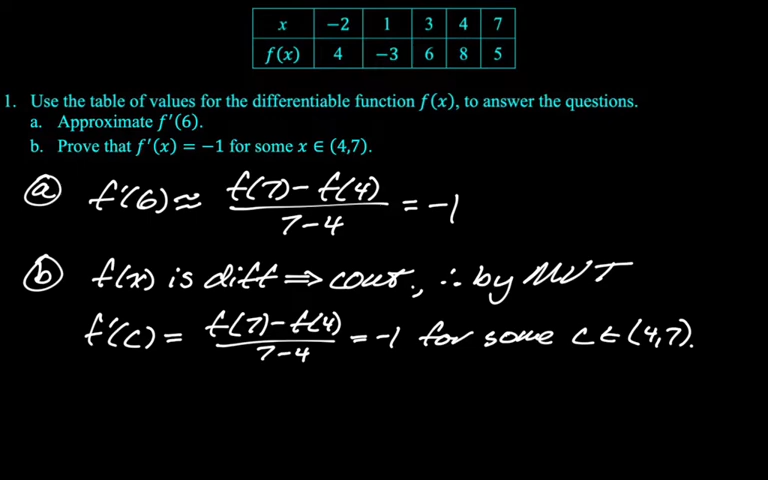 x −2 1 3 4 7
f(x) 4 −3 6 8 5
1. Use the table of values for the differentiable function f(x), to answer the questions.
a. Approximate f′(6).
b. Prove that f′(x) = −1 for some x ∈ (4,7).
ⓐ f′(6) ≈ (f(7) − f(4))/(7 − 4) = −1
ⓑ f(x) is diff ⟹ cont., ∴ by MVT
f′(c) = (f(7) − f(4))/(7 − 4) = −1 for some c ∈ (4,7).